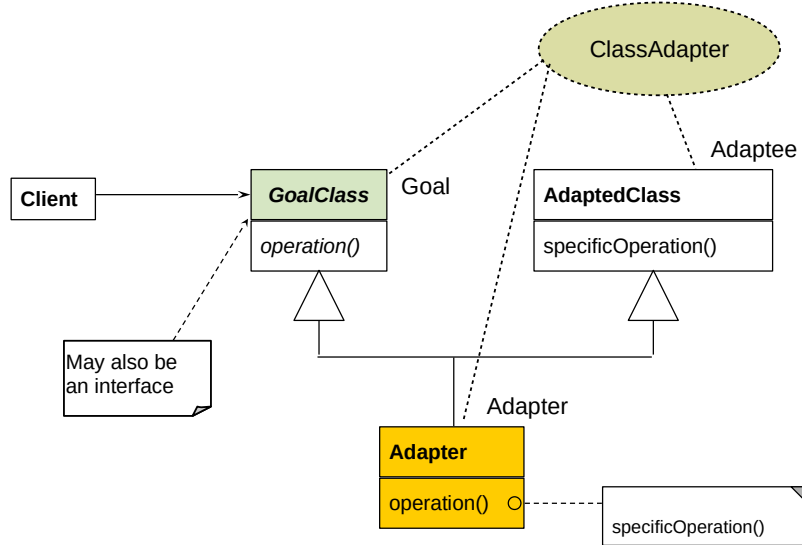 ClassAdapter
Adaptee
Client
GoalClass
Goal
AdaptedClass
operation()
specificOperation()
May also be
an interface
Adapter
Adapter
operation()
specificOperation()